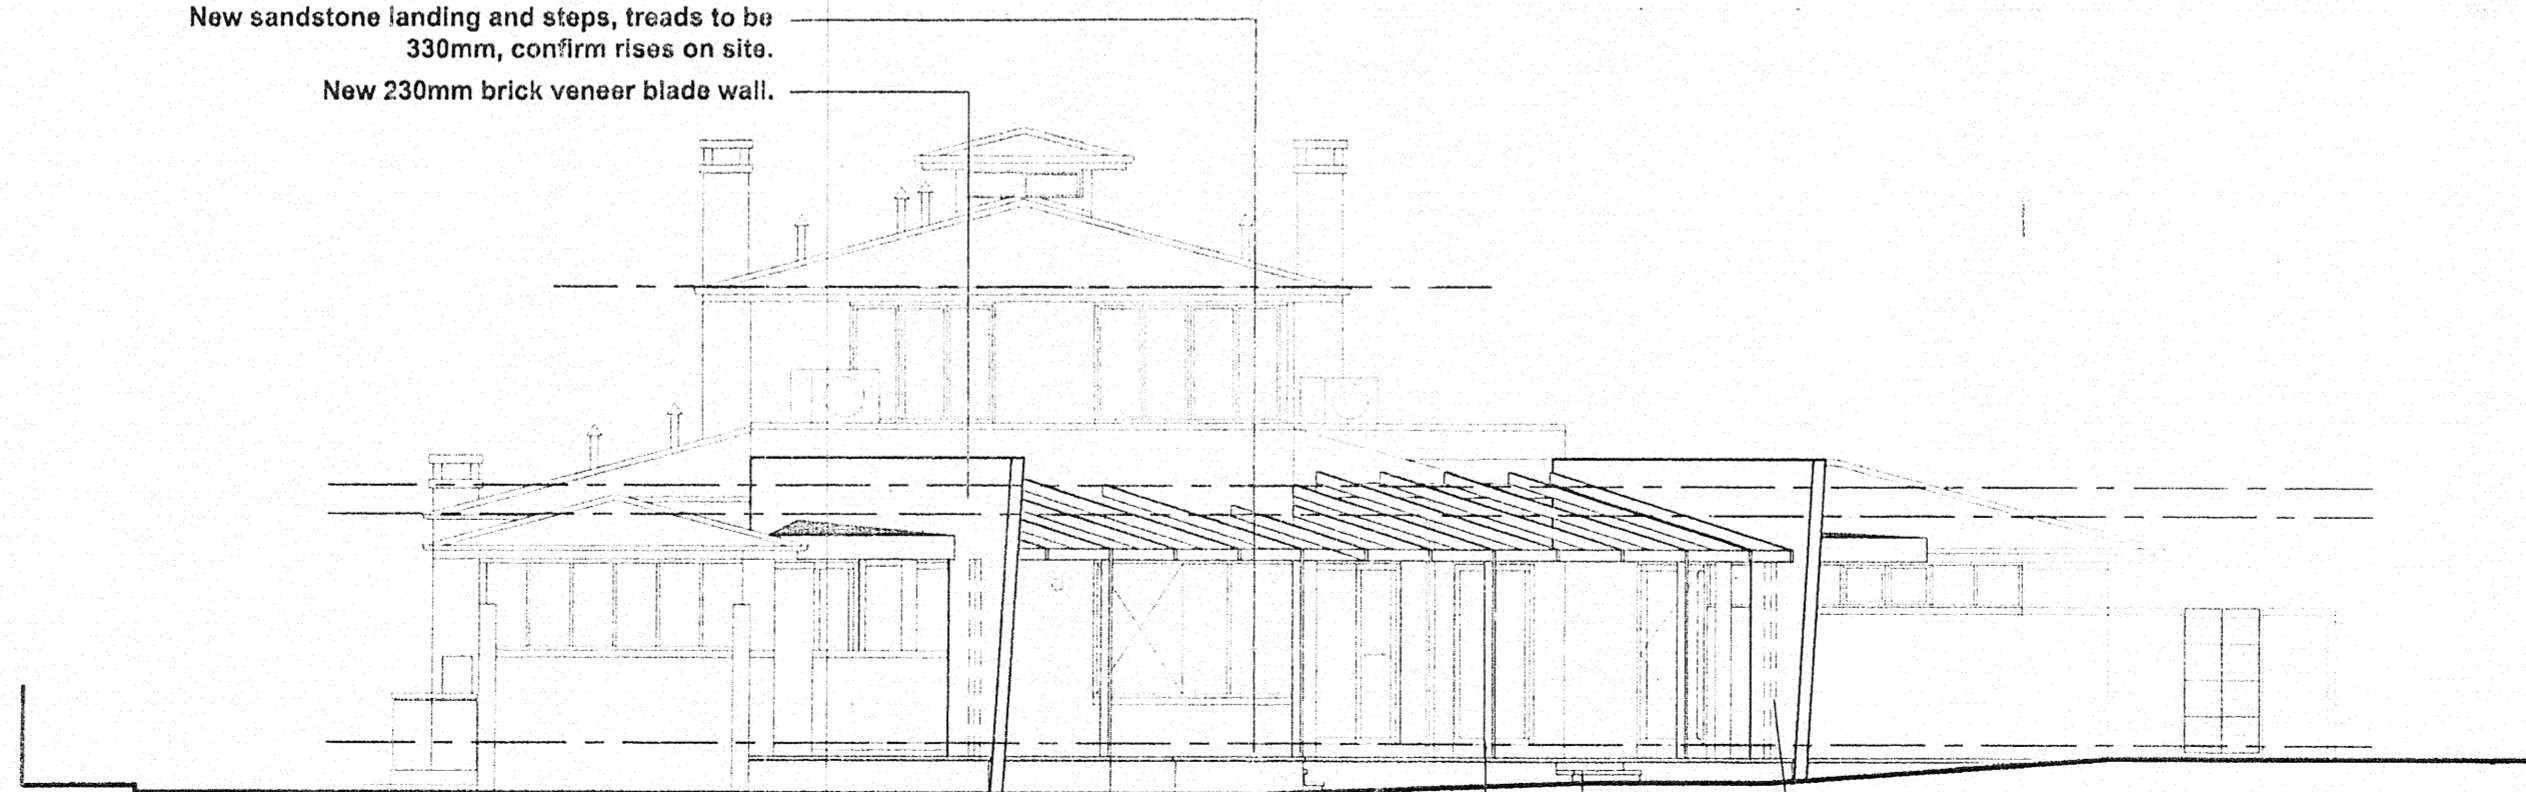 New sandstone landing and steps, treads to be
330mm, confirm rises on site.
New 230mm brick veneer blade wall.